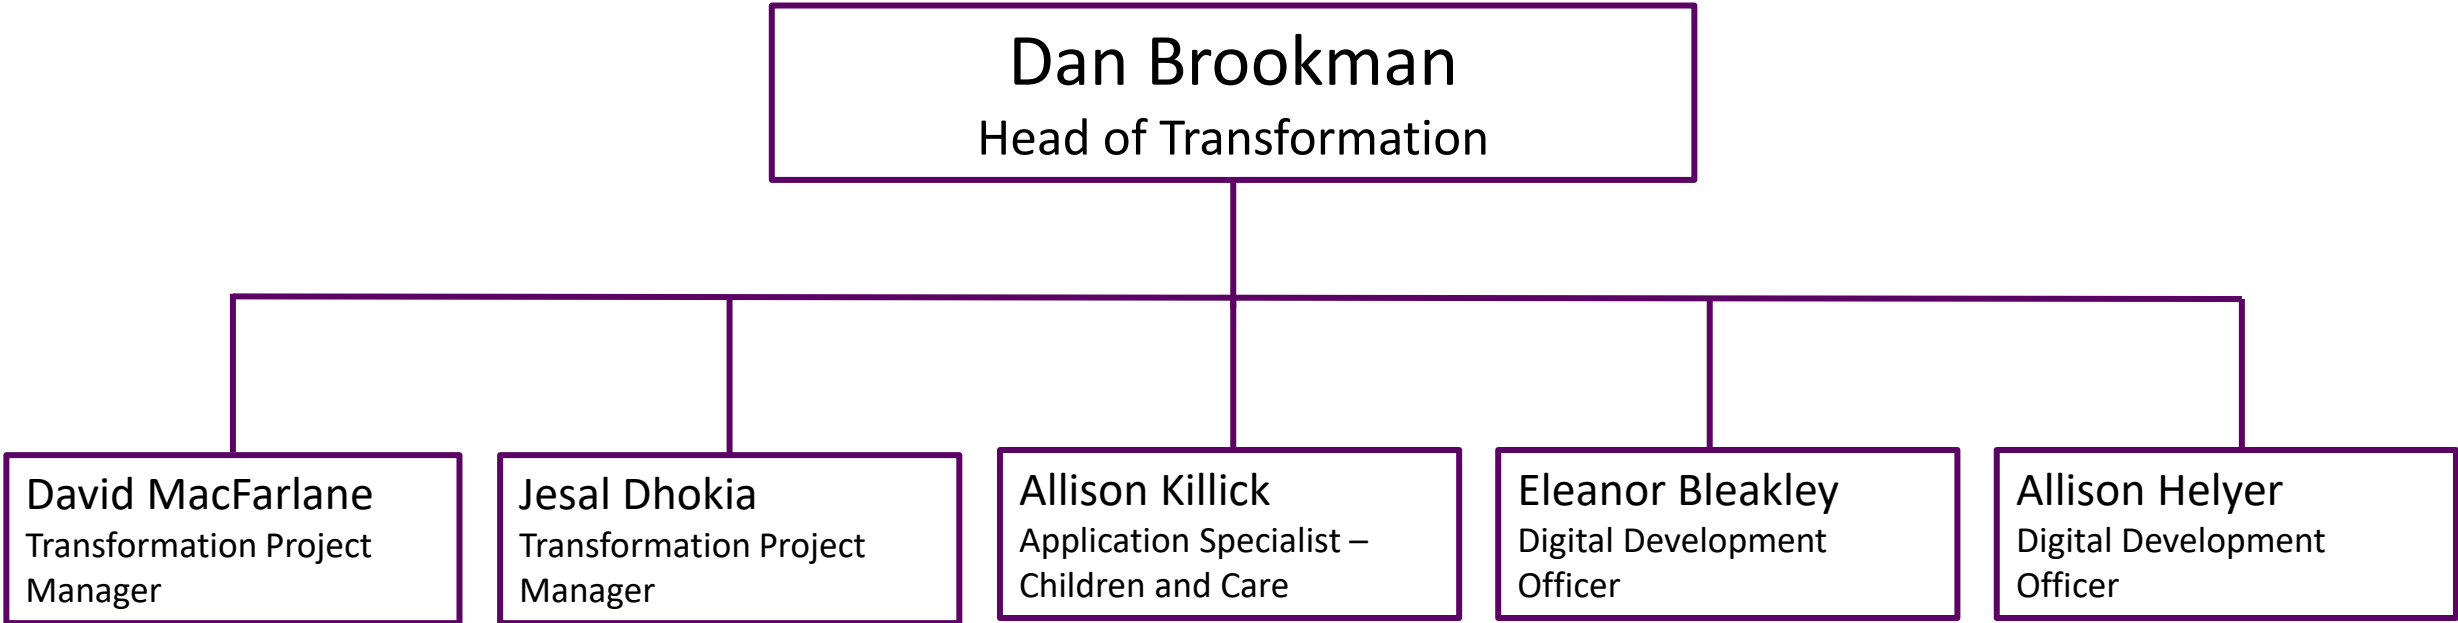 Dan Brookman
Head of Transformation
David MacFarlane
Transformation Project
Manager
Jesal Dhokia
Transformation Project
Manager
Allison Killick
Application Specialist –
Children and Care
Eleanor Bleakley
Digital Development
Officer
Allison Helyer
Digital Development
Officer